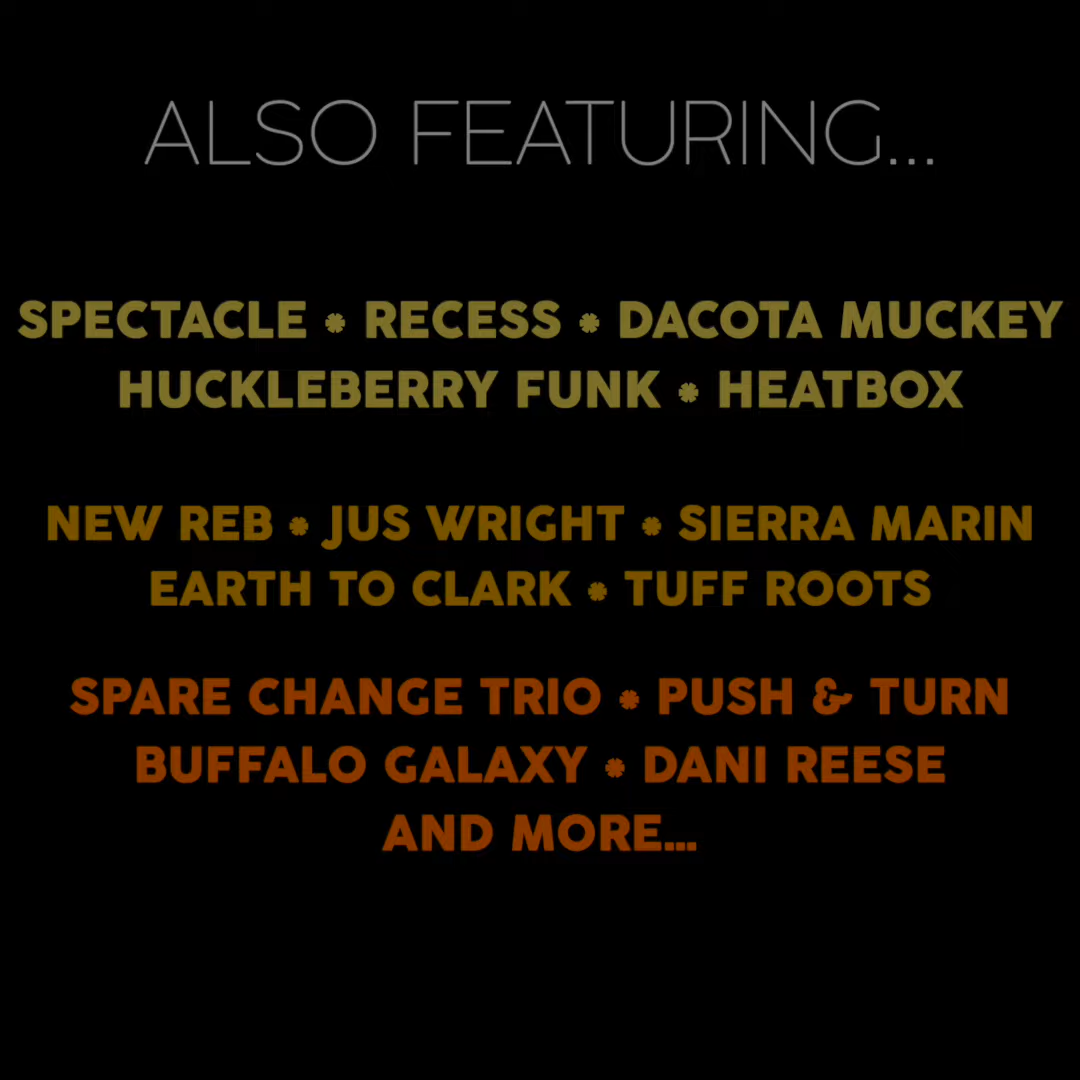 ALSO FEATURING...
SPECTACLE • RECESS • DACOTA MUCKEY
HUCKLEBERRY FUNK • HEATBOX
NEW REB • JUS WRIGHT • SIERRA MARIN
EARTH TO CLARK • TUFF ROOTS
SPARE CHANGE TRIO • PUSH & TURN
BUFFALO GALAXY • DANI REESE
AND MORE...